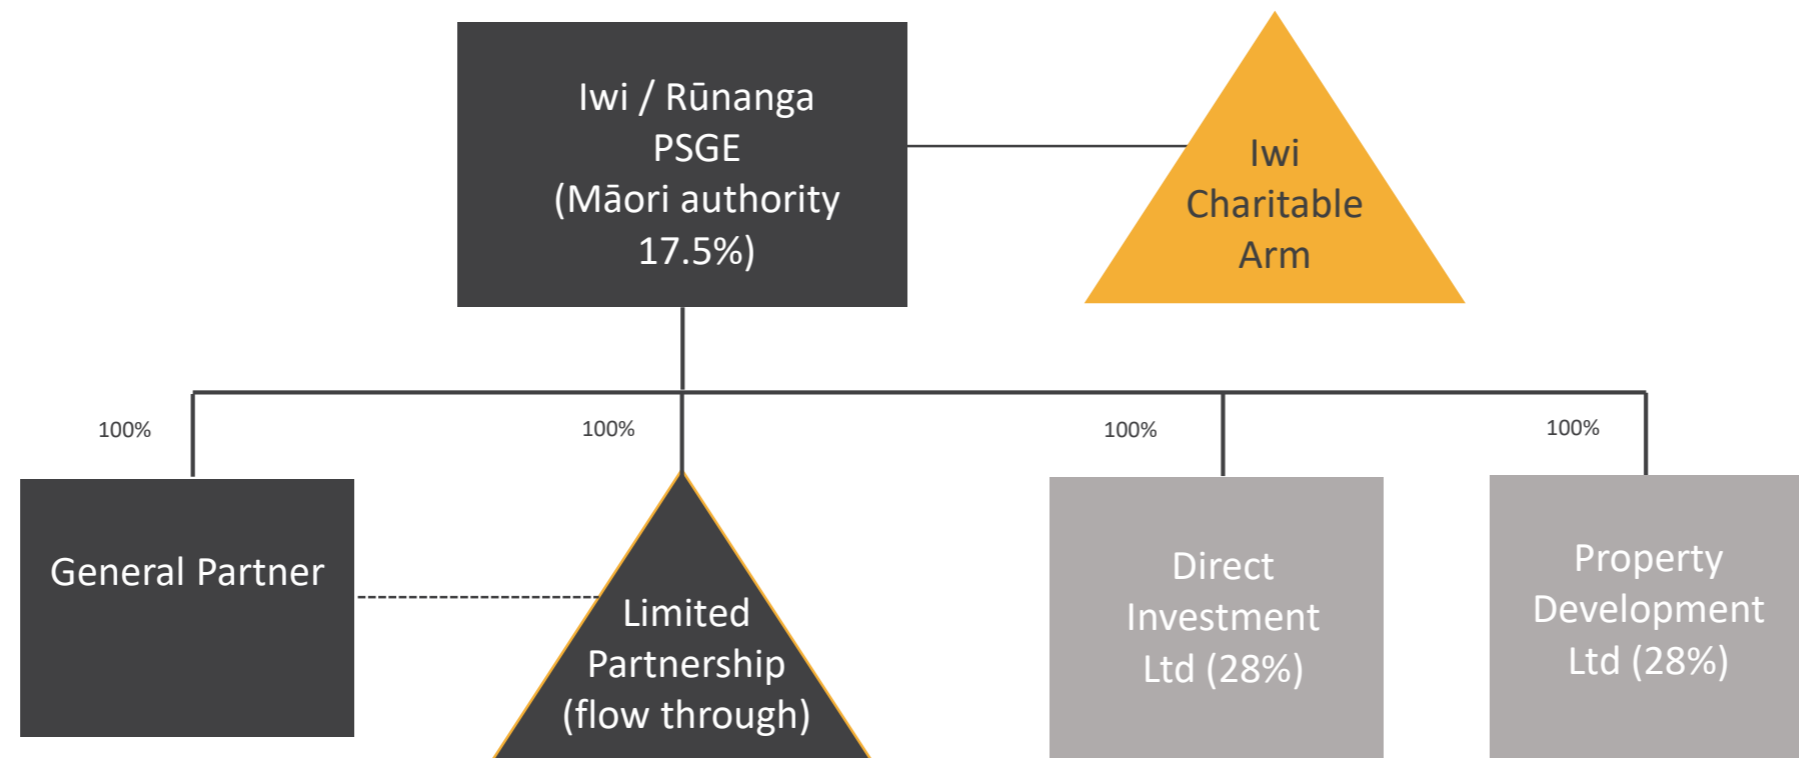 Iwi / Rūnanga
PSGE
(Māori authority
17.5%)
Iwi
Charitable
Arm
100%
100%
100%
100%
General Partner
Limited
Partnership
(flow through)
Direct
Investment
Ltd (28%)
Property
Development
Ltd (28%)